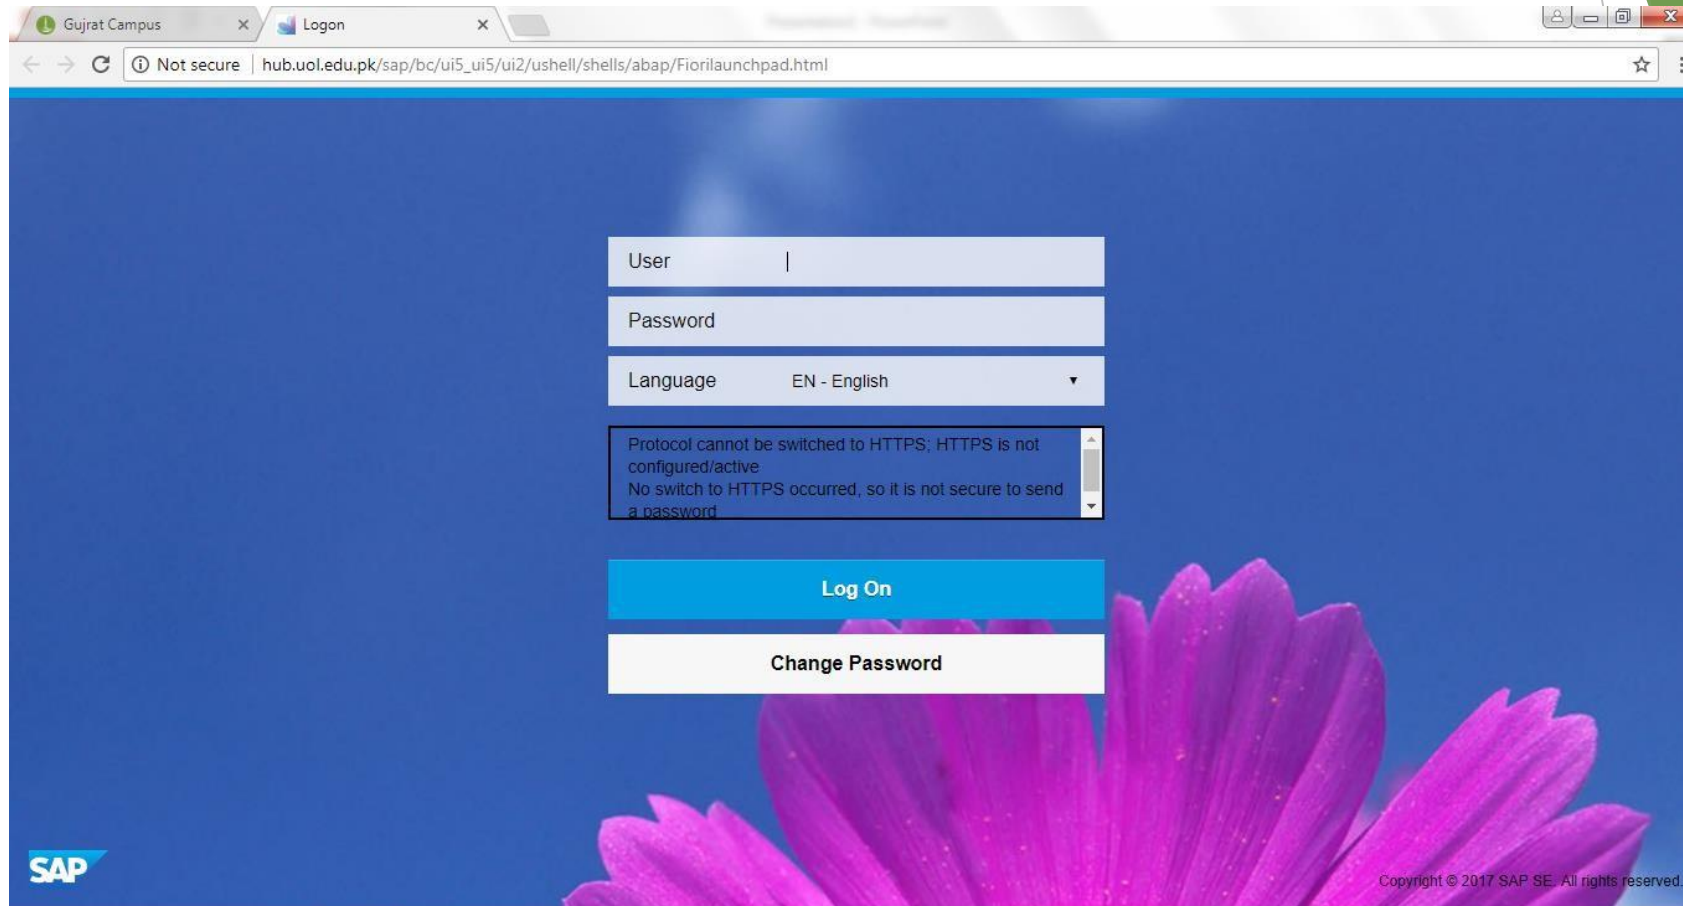 Gujrat Campus
Logon
Not secure | hub.uol.edu.pk/sap/bc/ui5_ui5/ui2/ushell/shells/abap/Fiorilaunchpad.html
User
Password
Language EN - English
Protocol cannot be switched to HTTPS; HTTPS is not
configured/active
No switch to HTTPS occurred, so it is not secure to send
a password
Log On
Change Password
SAP
Copyright © 2017 SAP SE. All rights reserved.